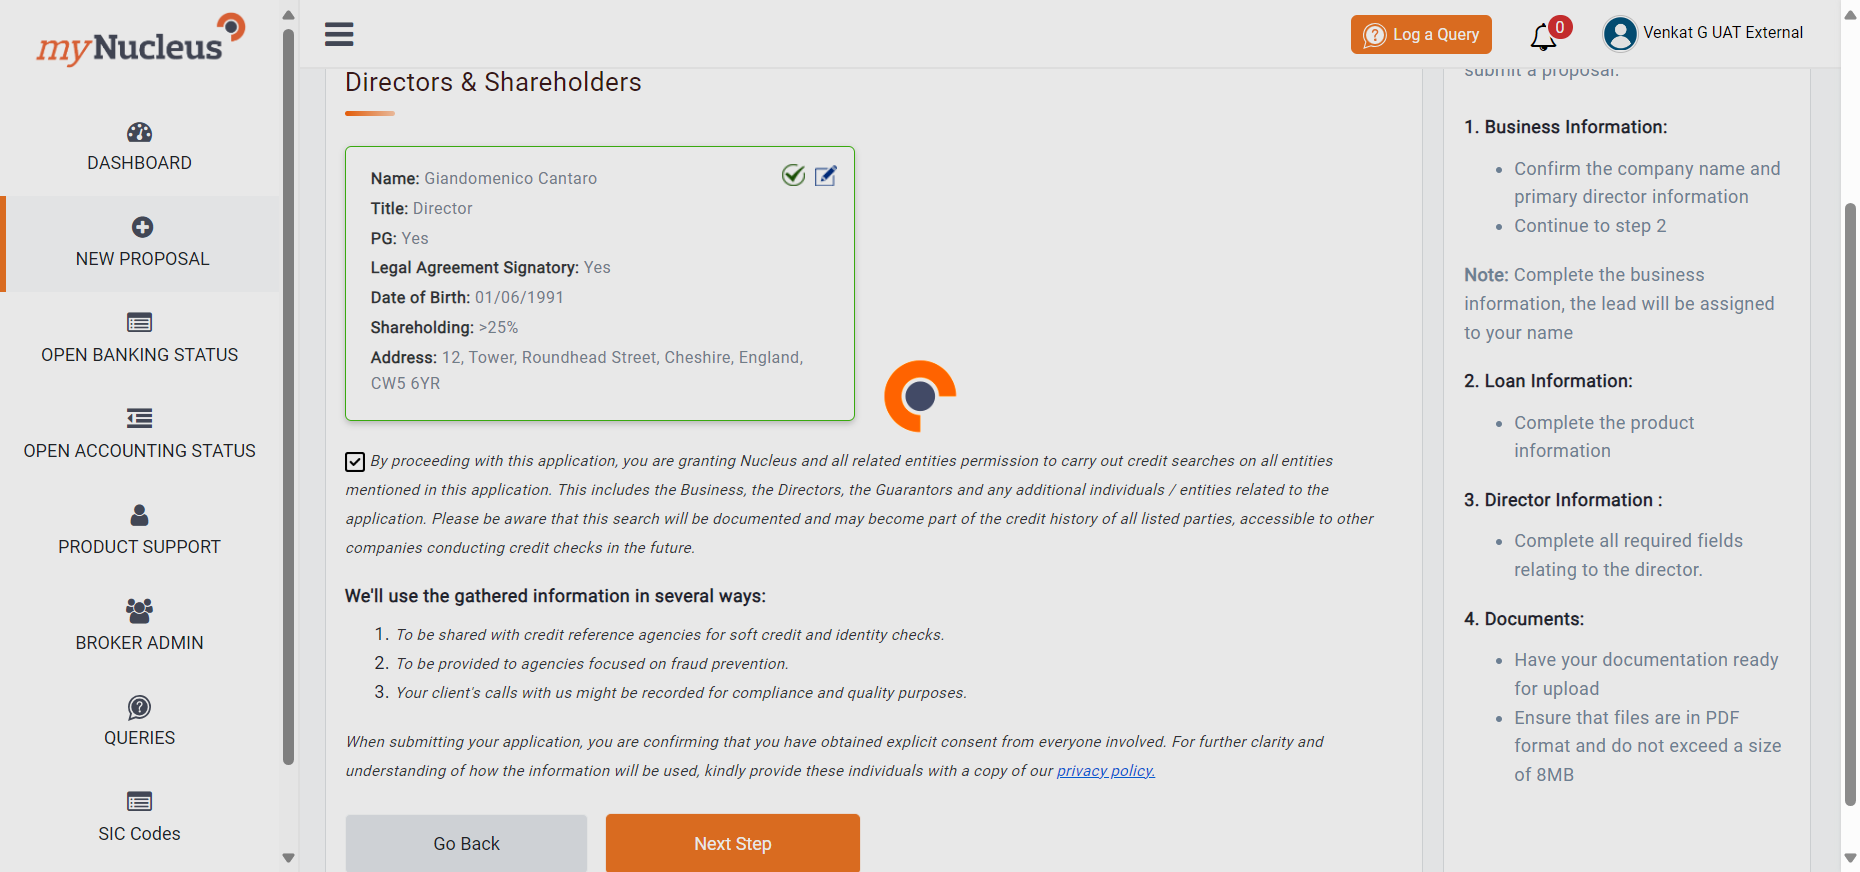 myNucleus
DASHBOARD
NEW PROPOSAL
OPEN BANKING STATUS
OPEN ACCOUNTING STATUS
PRODUCT SUPPORT
BROKER ADMIN
QUERIES
SIC Codes
Log a Query
0
Venkat G UAT External
Directors & Shareholders
Name: Giandomenico Cantaro
Title: Director
PG: Yes
Legal Agreement Signatory: Yes
Date of Birth: 01/06/1991
Shareholding: >25%
Address: 12, Tower, Roundhead Street, Cheshire, England,
CW5 6YR
By proceeding with this application, you are granting Nucleus and all related entities permission to carry out credit searches on all entities
mentioned in this application. This includes the Business, the Directors, the Guarantors and any additional individuals / entities related to the
application. Please be aware that this search will be documented and may become part of the credit history of all listed parties, accessible to other
companies conducting credit checks in the future.
We'll use the gathered information in several ways:
1. To be shared with credit reference agencies for soft credit and identity checks.
2. To be provided to agencies focused on fraud prevention.
3. Your client's calls with us might be recorded for compliance and quality purposes.
When submitting your application, you are confirming that you have obtained explicit consent from everyone involved. For further clarity and
understanding of how the information will be used, kindly provide these individuals with a copy of our privacy policy.
Go Back
Next Step
submit a proposal.
1. Business Information:
• Confirm the company name and
primary director information
• Continue to step 2
Note: Complete the business
information, the lead will be assigned
to your name
2. Loan Information:
• Complete the product
information
3. Director Information :
• Complete all required fields
relating to the director.
4. Documents:
• Have your documentation ready
for upload
• Ensure that files are in PDF
format and do not exceed a size
of 8MB